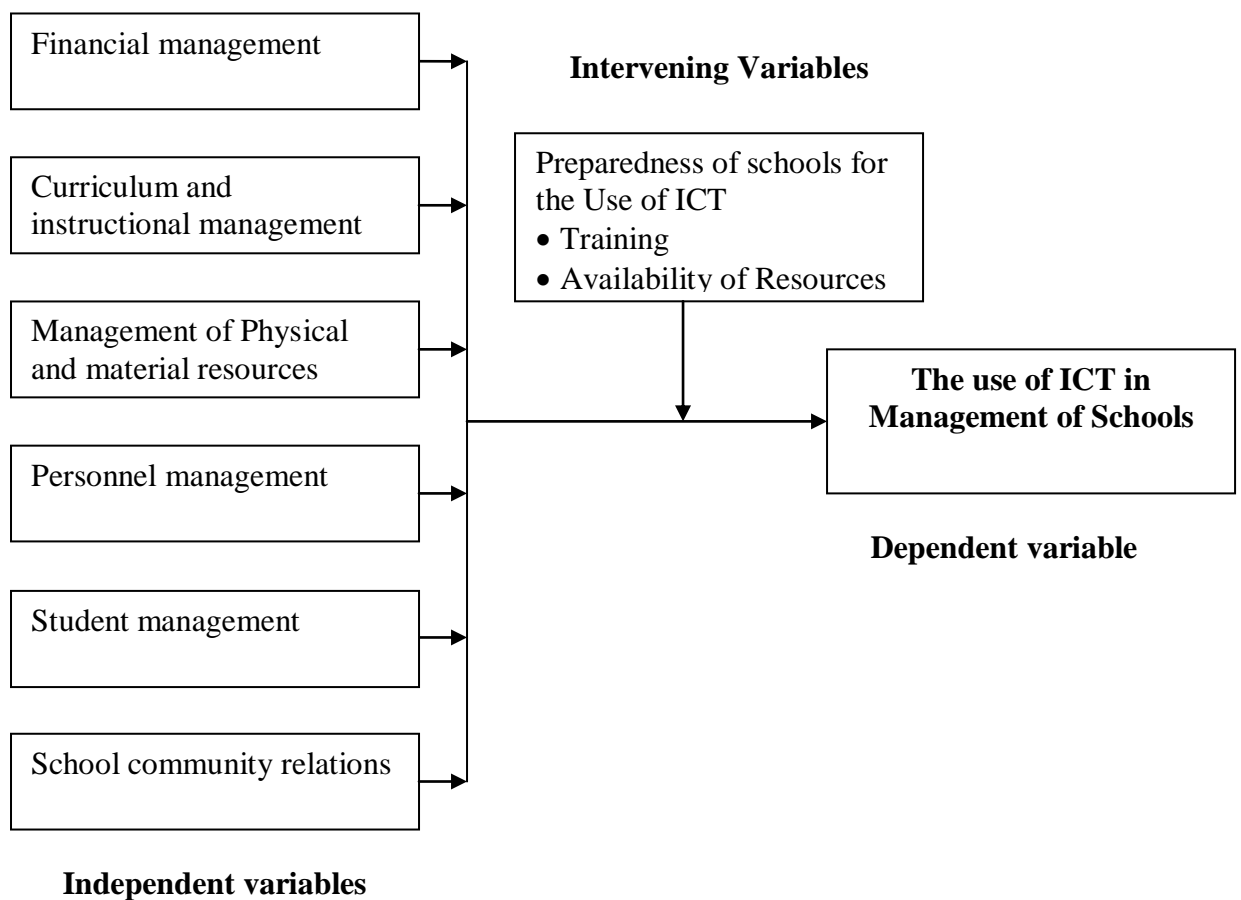 Financial management
Intervening Variables
Preparedness of schools for
the Use of ICT
• Training
• Availability of Resources
Curriculum and
instructional management
Management of Physical
and material resources
The use of ICT in
Management of Schools
Personnel management
Dependent variable
Student management
School community relations
Independent variables